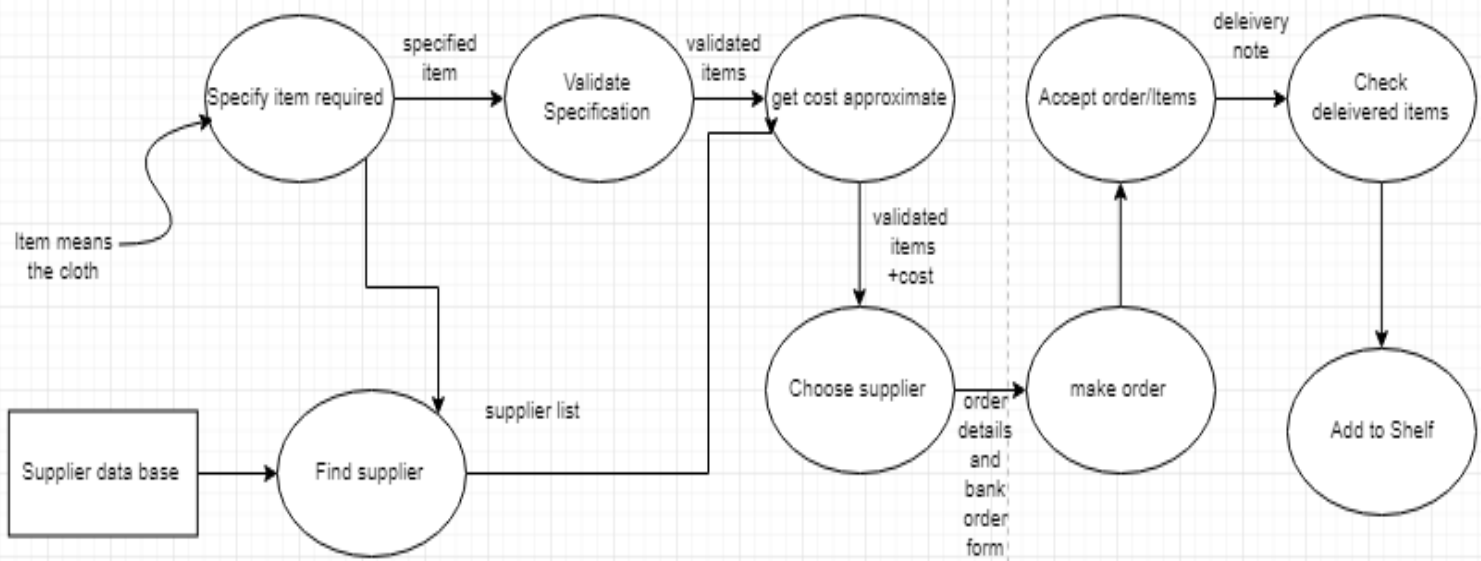 Specify item required
specified
item
Validate
Specification
validated
items
get cost approximate
Accept order/Items
deleivery
note
Check
deleivered items
Item means
the cloth
validated
items
+cost
Supplier data base
Find supplier
supplier list
Choose supplier
order
details
and
bank
order
form
make order
Add to Shelf